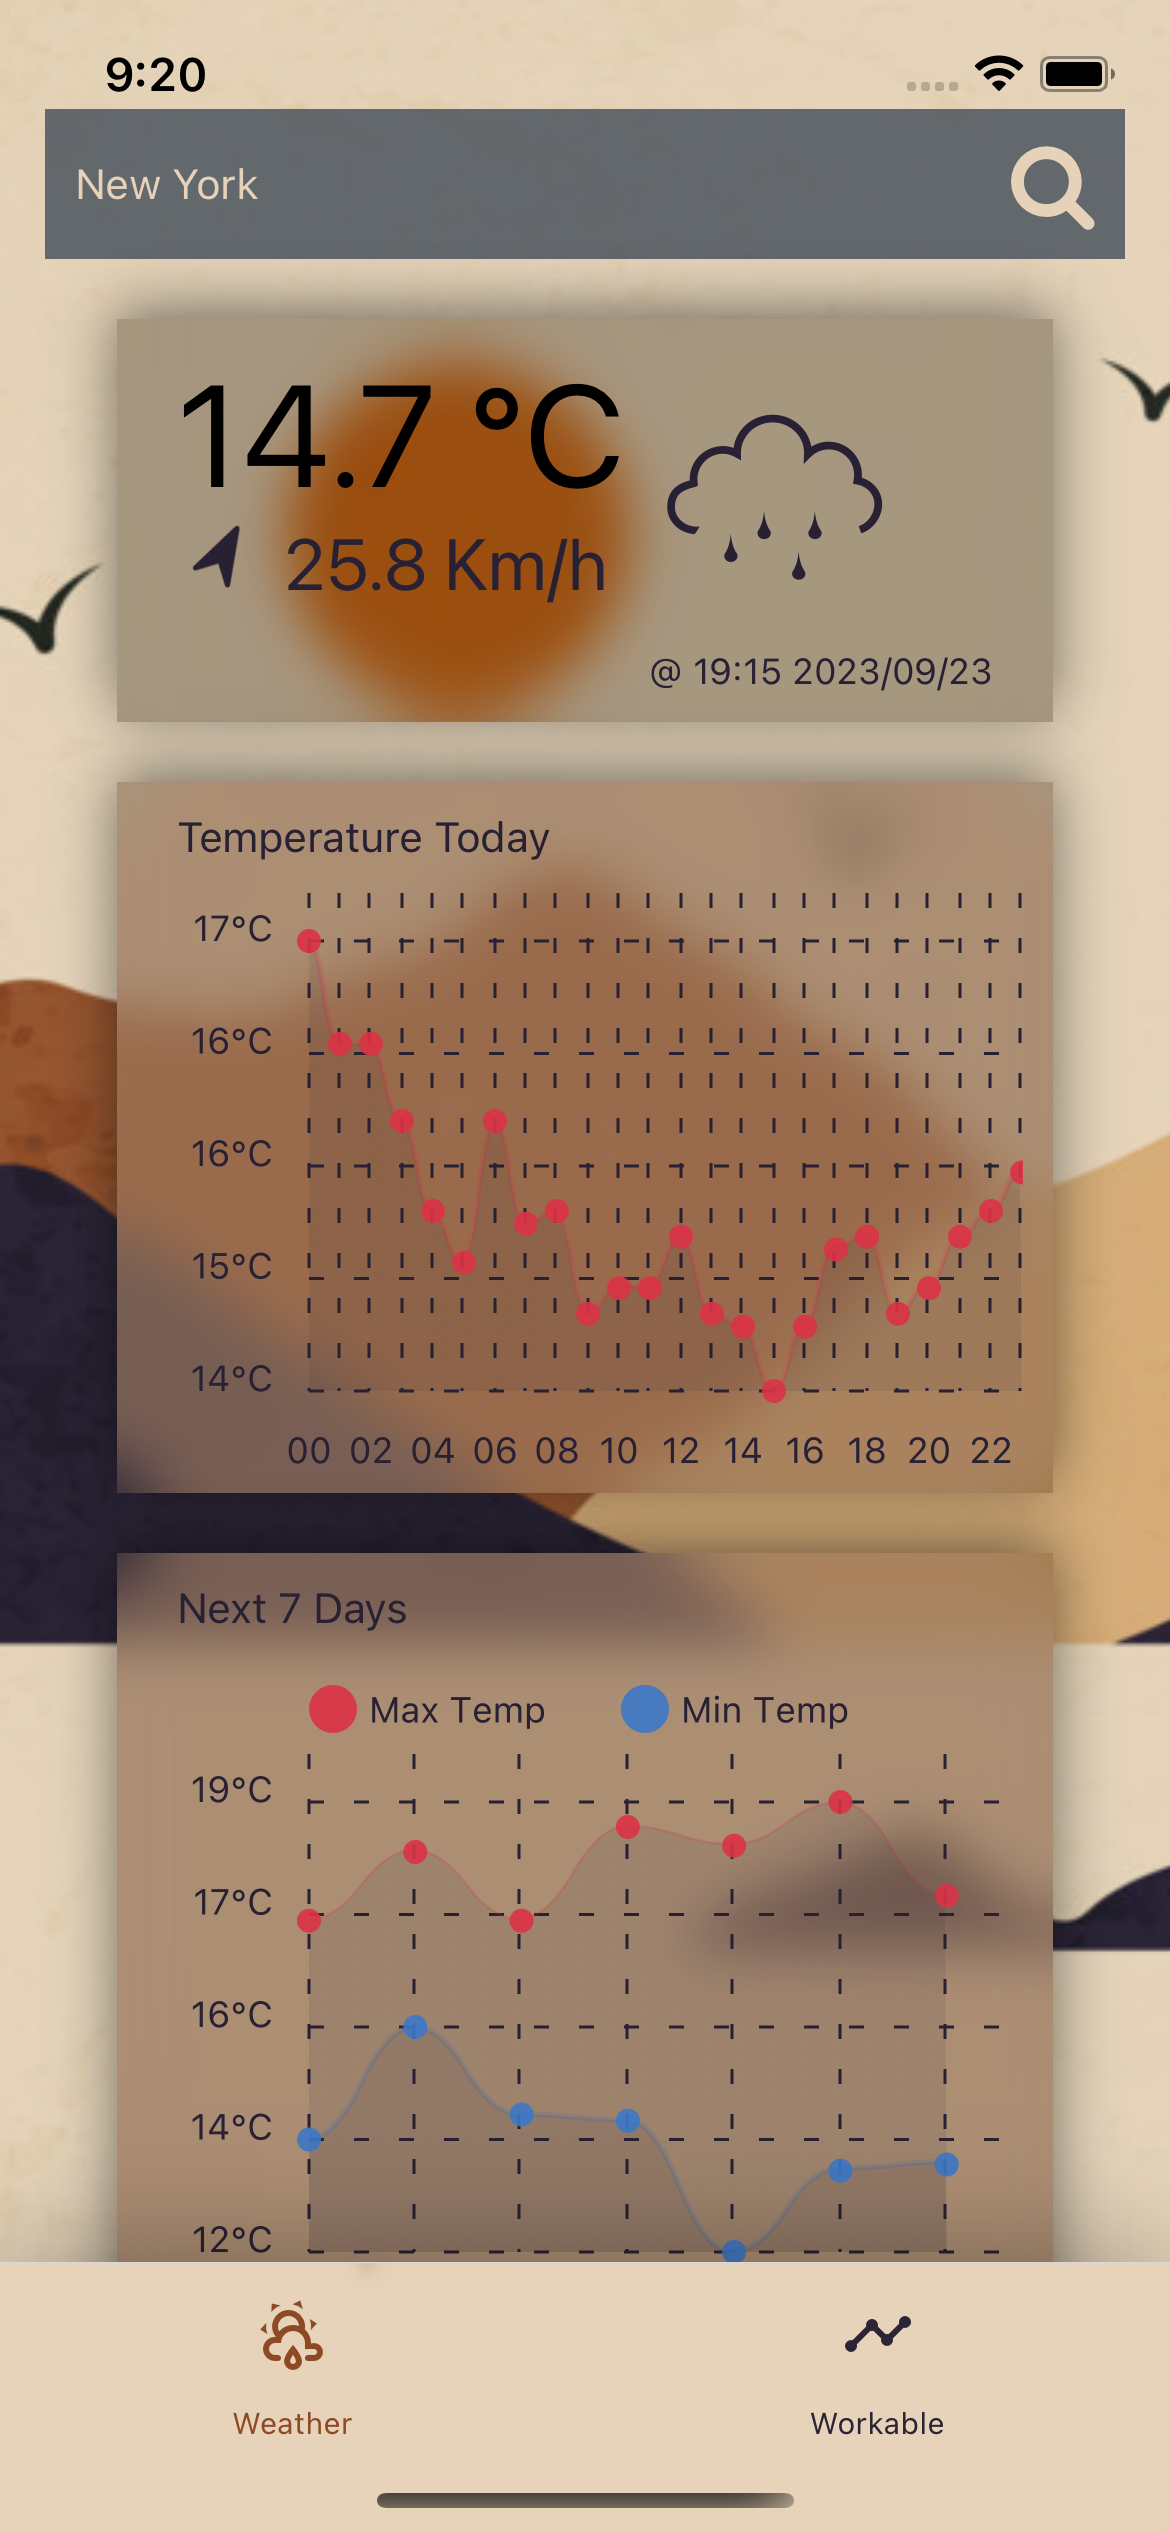 9:20
New York
14.7 °C
25.8 Km/h
@ 19:15 2023/09/23
Temperature Today
17°C
16°C
16°C
15°C
14°C
00 02 04 06 08 10 12 14 16 18 20 22
Next 7 Days
Max Temp Min Temp
19°C
17°C
16°C
14°C
12°C
Weather Workable